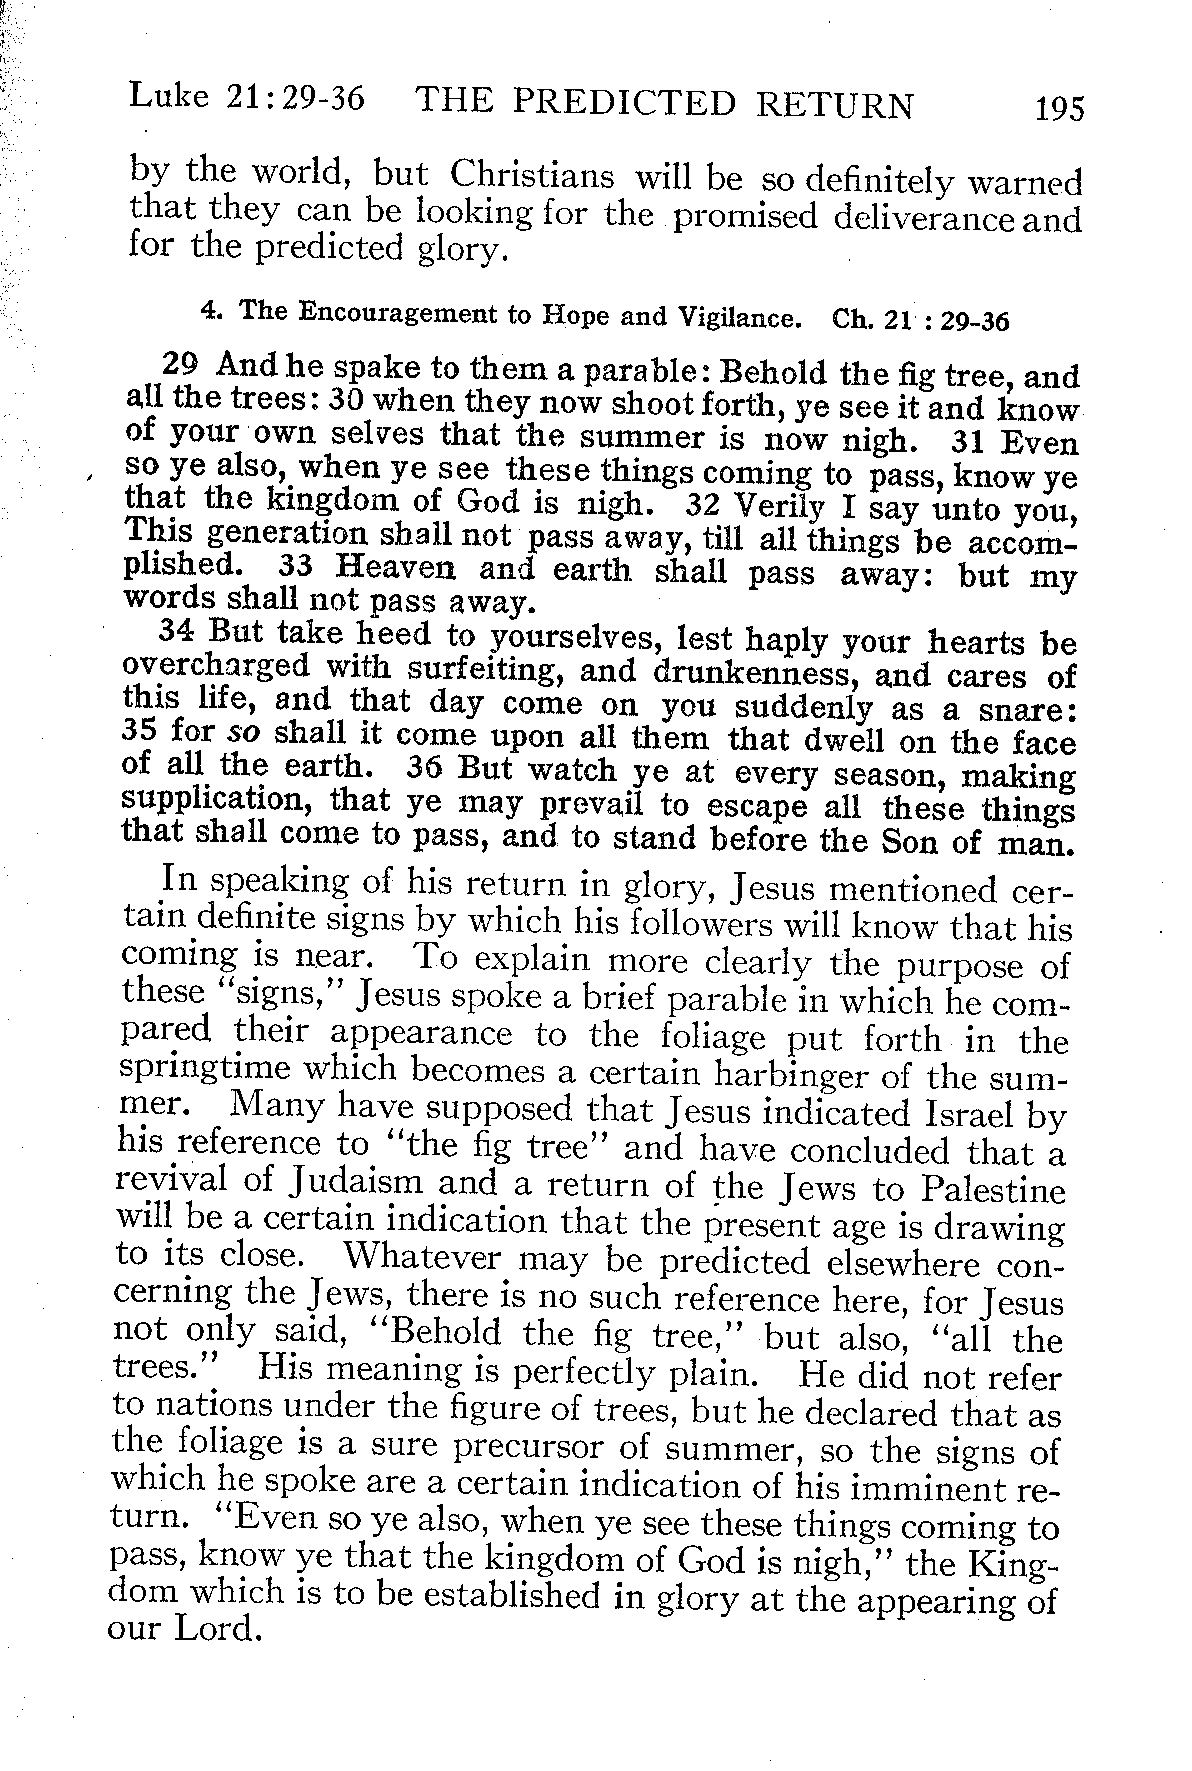 Luke 21:29-36 THE PREDICTED RETURN 195
by the world, but Christians will be so definitely warned
that they can be looking for the promised deliverance and
for the predicted glory.
4. The Encouragement to Hope and Vigilance. Ch. 21 : 29-36
29 And he spake to them a parable: Behold the fig tree, and
all the trees: 30 when they now shoot forth, ye see it and know
of your own selves that the summer is now nigh. 31 Even
so ye also, when ye see these things coming to pass, know ye
that the kingdom of God is nigh. 32 Verily I say unto you,
This generation shall not pass away, till all things be accom-
plished. 33 Heaven and earth shall pass away: but my
words shall not pass away.
34 But take heed to yourselves, lest haply your hearts be
overcharged with surfeiting, and drunkenness, and cares of
this life, and that day come on you suddenly as a snare:
35 for so shall it come upon all them that dwell on the face
of all the earth. 36 But watch ye at every season, making
supplication, that ye may prevail to escape all these things
that shall come to pass, and to stand before the Son of man.
In speaking of his return in glory, Jesus mentioned cer-
tain definite signs by which his followers will know that his
coming is near. To explain more clearly the purpose of
these "signs," Jesus spoke a brief parable in which he com-
pared their appearance to the foliage put forth in the
springtime which becomes a certain harbinger of the sum-
mer. Many have supposed that Jesus indicated Israel by
his reference to "the fig tree" and have concluded that a
revival of Judaism and a return of the Jews to Palestine
will be a certain indication that the present age is drawing
to its close. Whatever may be predicted elsewhere con-
cerning the Jews, there is no such reference here, for Jesus
not only said, "Behold the fig tree," but also, "all the
trees." His meaning is perfectly plain. He did not refer
to nations under the figure of trees, but he declared that as
the foliage is a sure precursor of summer, so the signs of
which he spoke are a certain indication of his imminent re-
turn. "Even so ye also, when ye see these things coming to
pass, know ye that the kingdom of God is nigh," the King-
dom which is to be established in glory at the appearing of
our Lord.